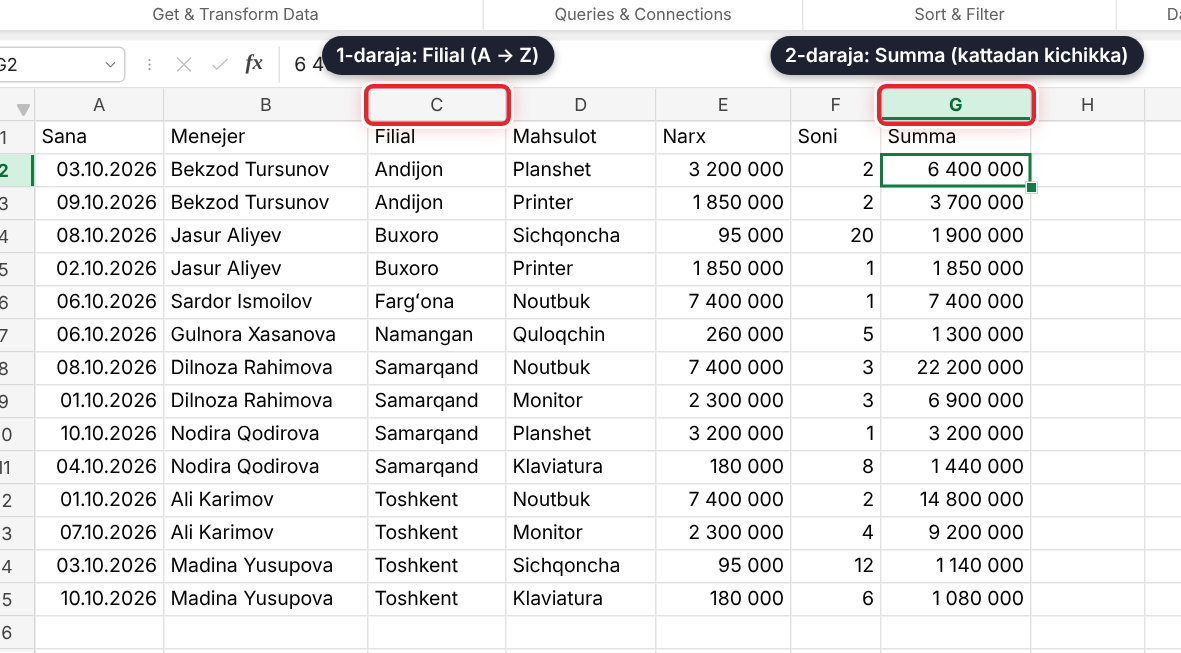 Get & Transform Data Queries & Connections Sort & Filter
1-daraja: Filial (A → Z) 2-daraja: Summa (kattadan kichikka)
G2 fx 6 4
A B C D E F G H
1 Sana Menejer Filial Mahsulot Narx Soni Summa
2 03.10.2026 Bekzod Tursunov Andijon Planshet 3 200 000 2 6 400 000
3 09.10.2026 Bekzod Tursunov Andijon Printer 1 850 000 2 3 700 000
4 08.10.2026 Jasur Aliyev Buxoro Sichqoncha 95 000 20 1 900 000
5 02.10.2026 Jasur Aliyev Buxoro Printer 1 850 000 1 1 850 000
6 06.10.2026 Sardor Ismoilov Fargʻona Noutbuk 7 400 000 1 7 400 000
7 06.10.2026 Gulnora Xasanova Namangan Quloqchin 260 000 5 1 300 000
8 08.10.2026 Dilnoza Rahimova Samarqand Noutbuk 7 400 000 3 22 200 000
9 01.10.2026 Dilnoza Rahimova Samarqand Monitor 2 300 000 3 6 900 000
0 10.10.2026 Nodira Qodirova Samarqand Planshet 3 200 000 1 3 200 000
11 04.10.2026 Nodira Qodirova Samarqand Klaviatura 180 000 8 1 440 000
2 01.10.2026 Ali Karimov Toshkent Noutbuk 7 400 000 2 14 800 000
3 07.10.2026 Ali Karimov Toshkent Monitor 2 300 000 4 9 200 000
4 03.10.2026 Madina Yusupova Toshkent Sichqoncha 95 000 12 1 140 000
5 10.10.2026 Madina Yusupova Toshkent Klaviatura 180 000 6 1 080 000
6